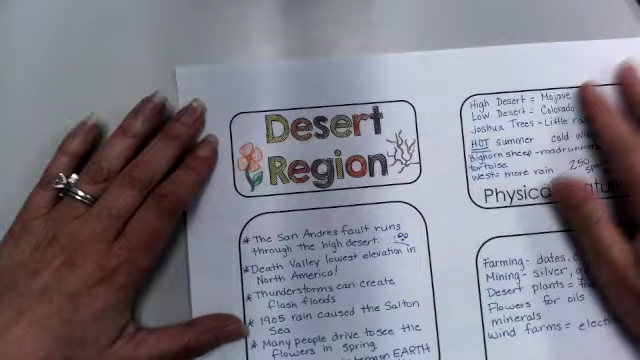 Desert
Region
* The San Andres fault runs
through the high desert.
* Death Valley lowest elevation in
North America!
* Thunderstorms can create
flash floods
* 1905 rain caused the Salton
Sea
* Many people drive to see the
flowers in spring
EARTH
High Desert = Mojave
Low Desert = Colorado
Joshua Trees - Little
HOT summer cold
Bighorn sheep - roadrunner
tortoise
West = more rain 250
Physical
Farming - dates,
Mining - silver,
Desert plants =
Flowers for oils
minerals
wind farms = elect